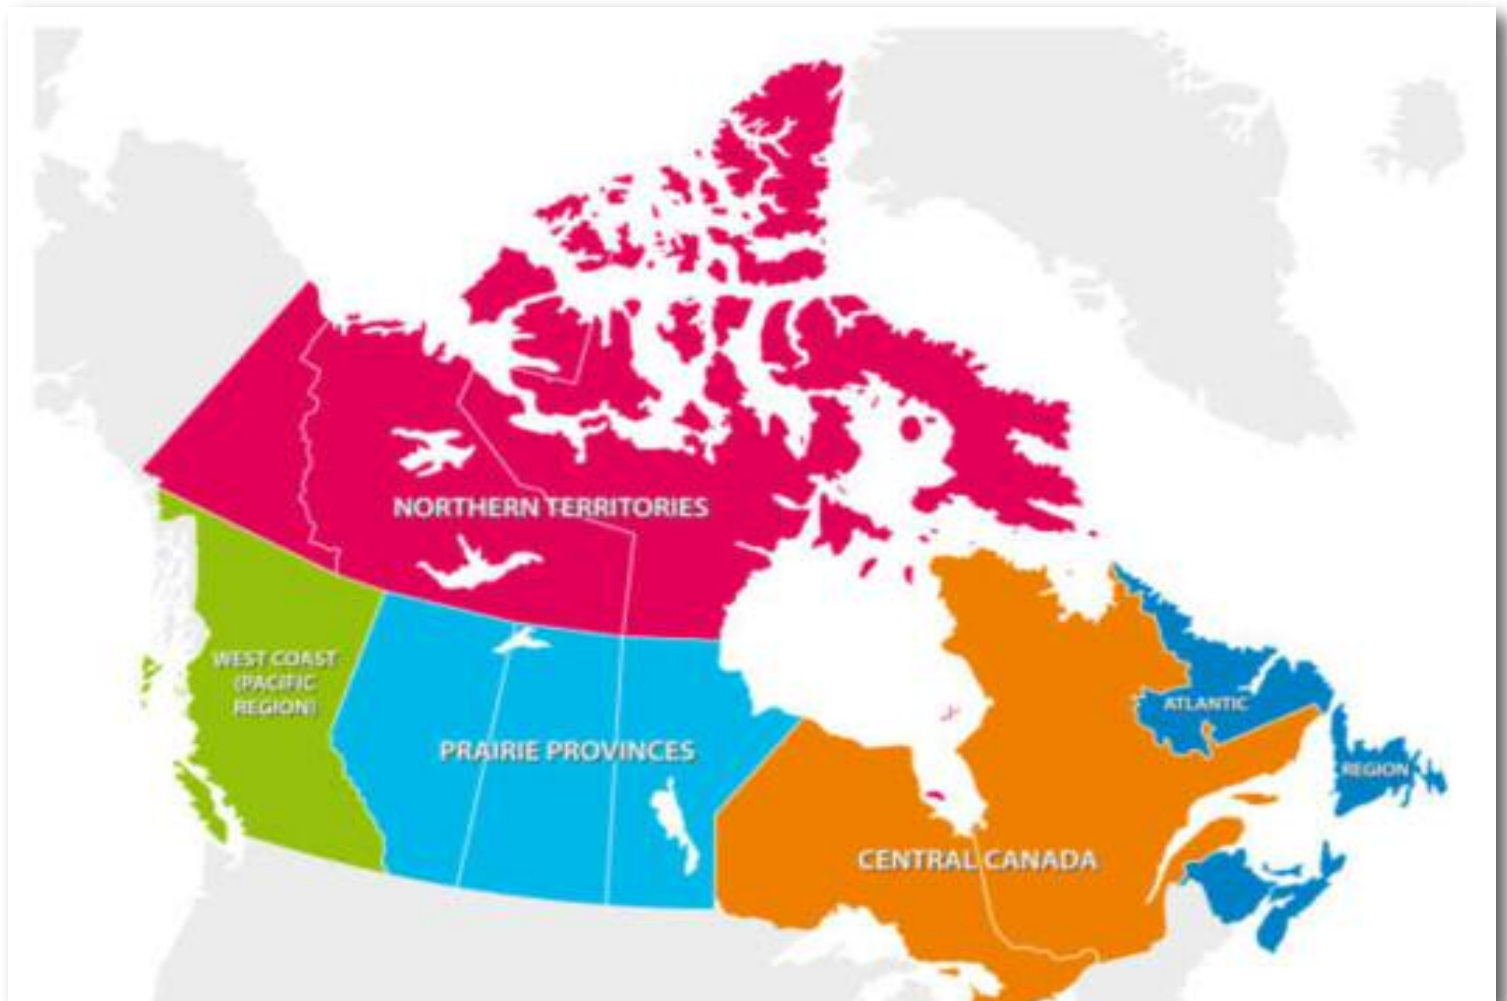 NORTHERN TERRITORIES
WEST COAST
(PACIFIC
REGION)
PRAIRIE PROVINCES
ATLANTIC
REGION
CENTRAL CANADA